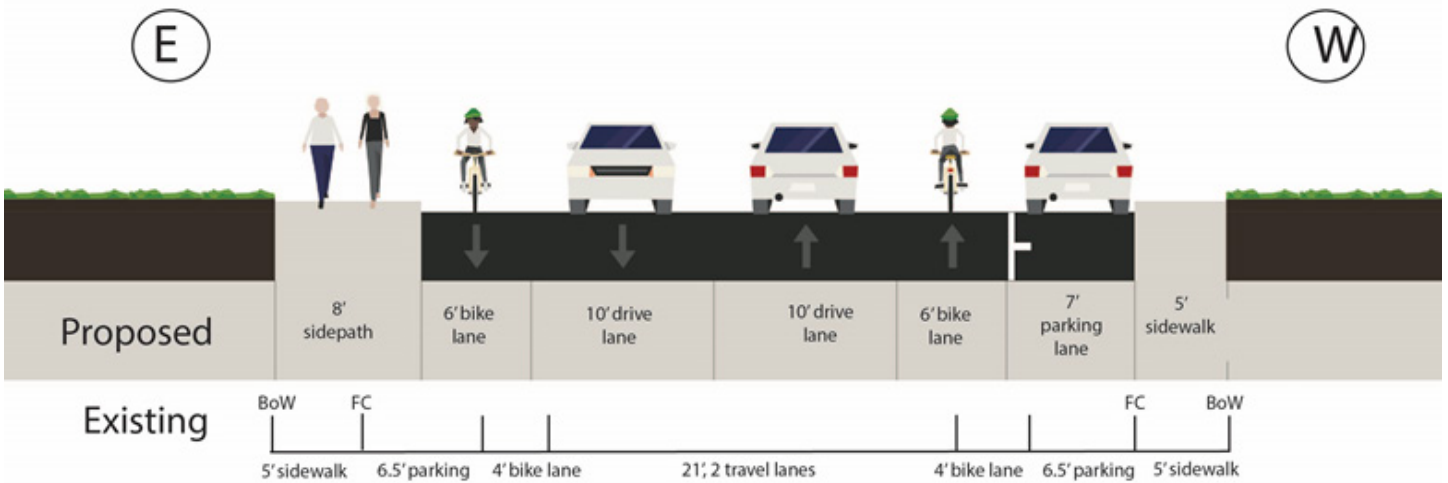 E
W
Proposed
8'
sidepath
6' bike
lane
10' drive
lane
10' drive
lane
6' bike
lane
7'
parking
lane
5'
sidewalk
Existing
BoW
FC
FC
BoW
5' sidewalk
6.5' parking
4' bike lane
21', 2 travel lanes
4' bike lane
6.5' parking
5' sidewalk